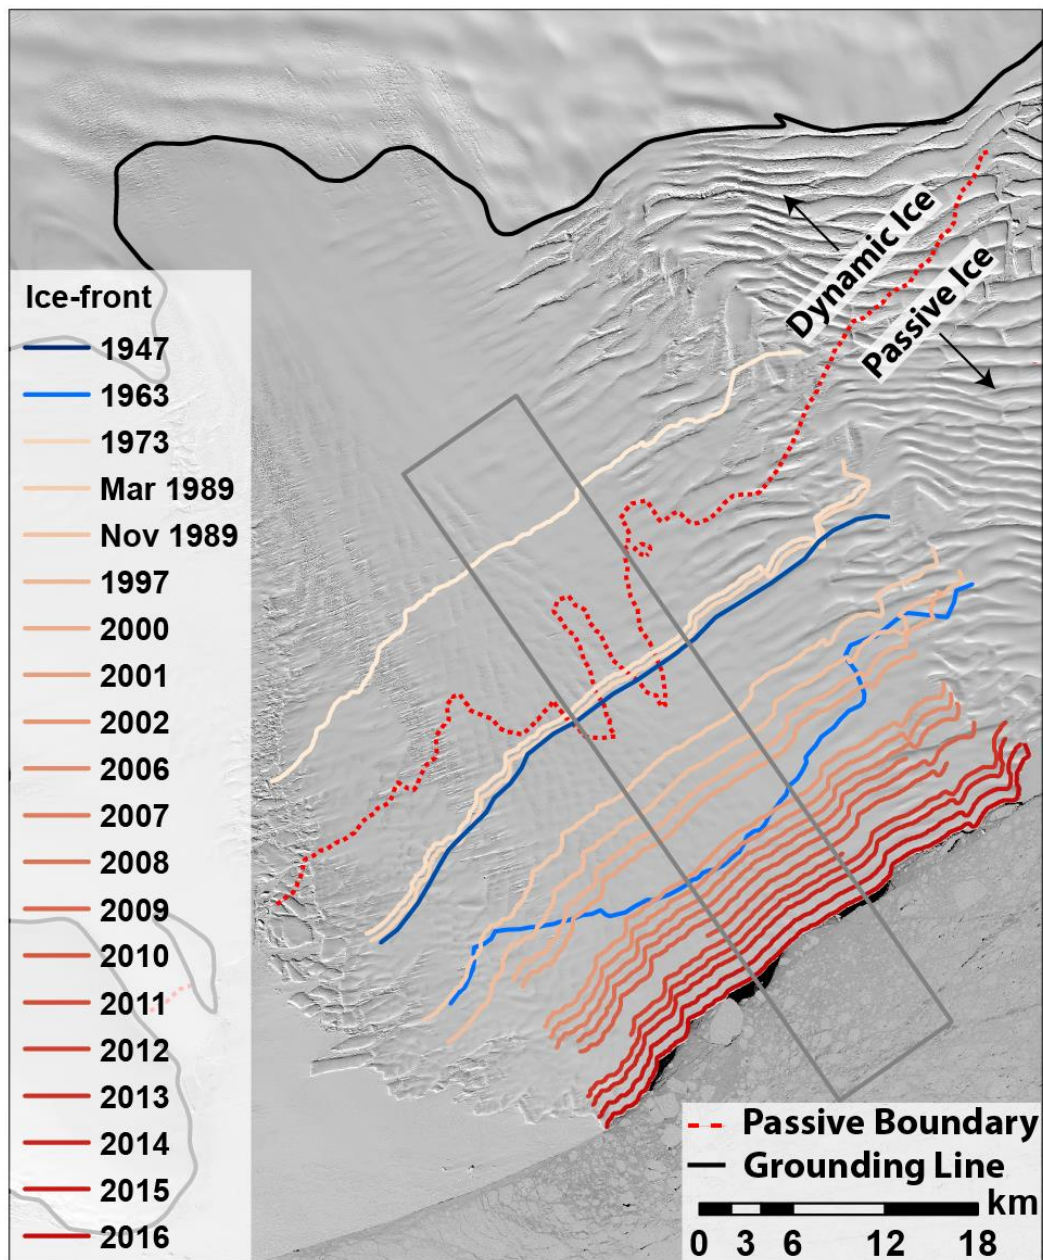 Dynamic Ice
Passive Ice
Ice-front
1947
1963
1973
Mar 1989
Nov 1989
1997
2000
2001
2002
2006
2007
2008
2009
2010
2011
2012
2013
2014
2015
2016
Passive Boundary
Grounding Line
km
0 3 6 12 18